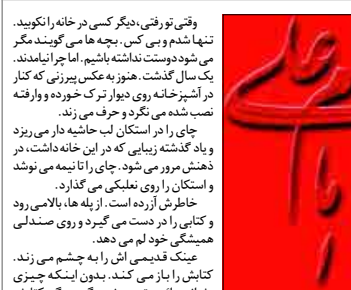 وقتی تو رفتی، دیگر کسی در خانه را نکوبید.
تنها شدم و بی کس. بچه ها می گویند مگر
می شود دوستت نداشته باشیم. اما چرا نیامدند.
یک سال گذشت. هنوز به عکس پیرزنی که کنار
در آشپزخانه روی دیوار ترک خورده و وارفته
نصب شده می نگرد و حرف می زند.
چای را در استکان لب حاشیه دار می ریزد
و یاد گذشته زیبایی که در این خانه داشت، در
ذهنش مرور می شود. چای را تا نیمه می نوشد
و استکان را روی نعلبکی می گذارد.
خاطرش آزرده است. از پله ها، بالا می رود
و کتابی را در دست می گیرد و روی صندلی
همیشگی خود لم می دهد.
عینک قدیمی اش را به چشم می زند.
کتابش را باز می کند. بدون اینکه چیزی